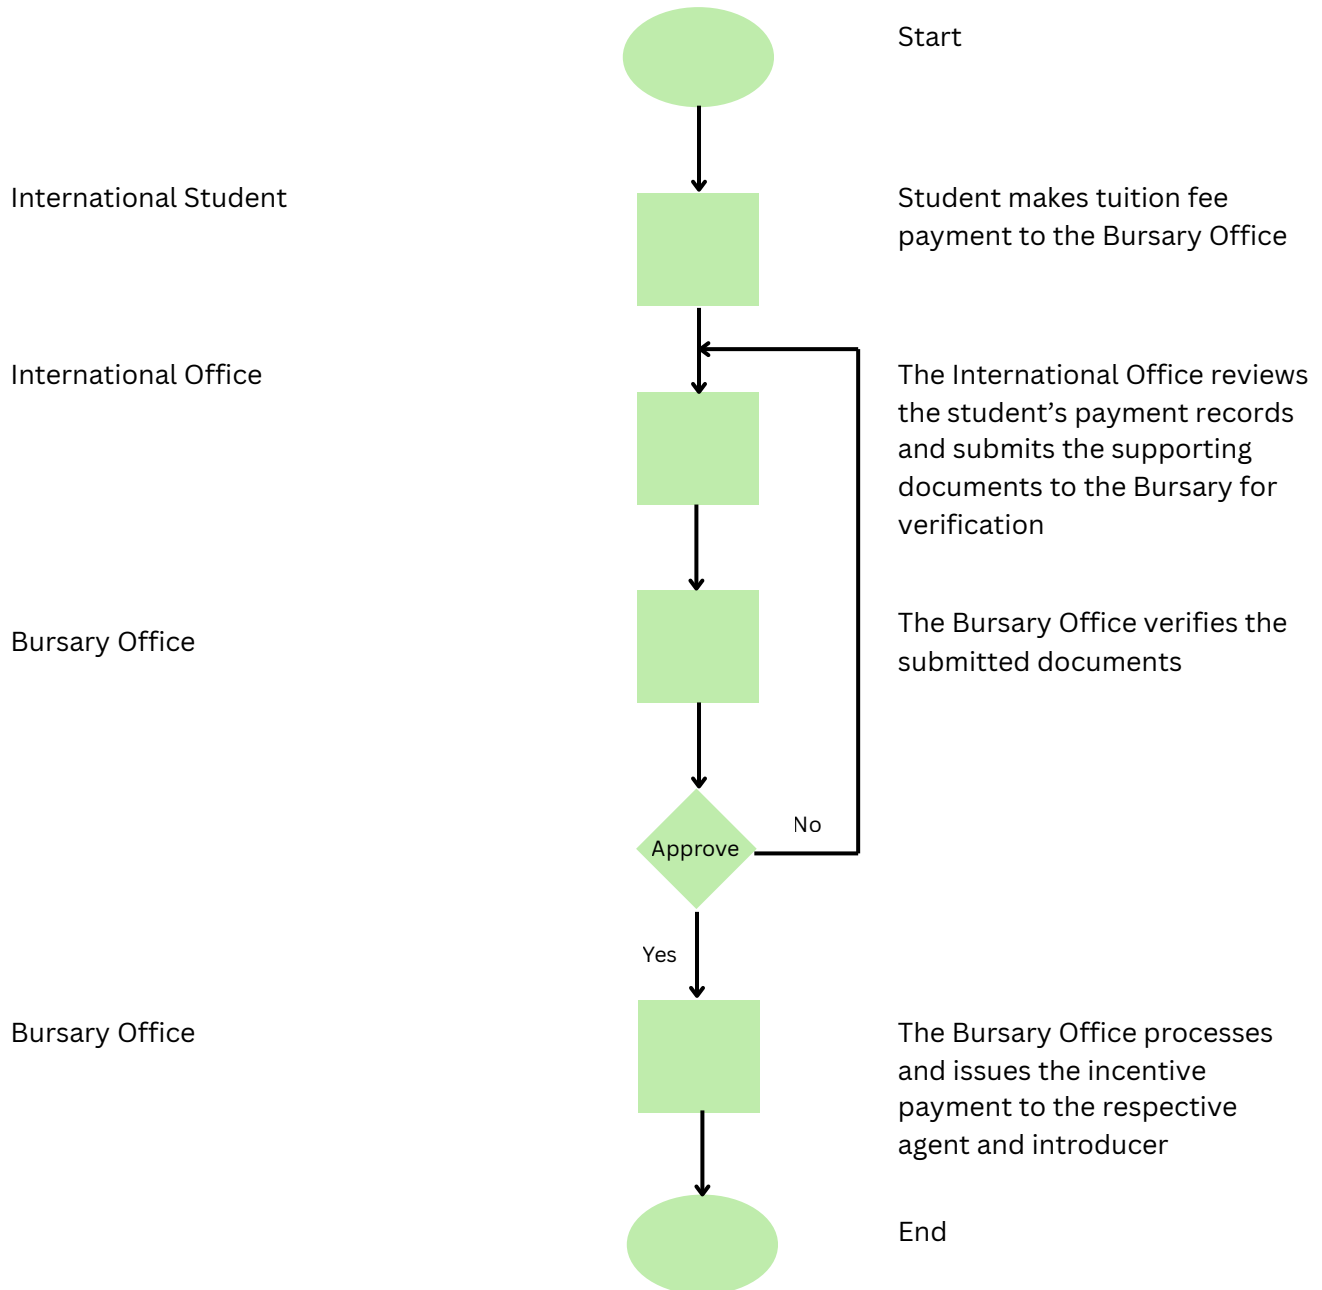 Start
International Student
Student makes tuition fee
payment to the Bursary Office
International Office
The International Office reviews
the student’s payment records
and submits the supporting
documents to the Bursary for
verification
Bursary Office
The Bursary Office verifies the
submitted documents
No
Approve
Yes
Bursary Office
The Bursary Office processes
and issues the incentive
payment to the respective
agent and introducer
End